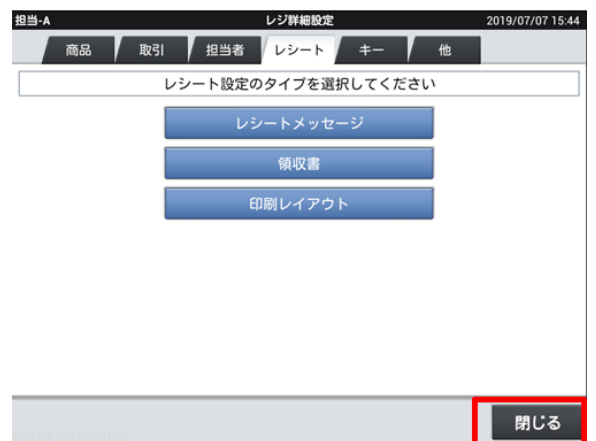 担当-A レジ詳細設定 2019/07/07 15:44
商品 取引 担当者 レシート キー 他
レシート設定のタイプを選択してください
レシートメッセージ
領収書
印刷レイアウト
閉じる